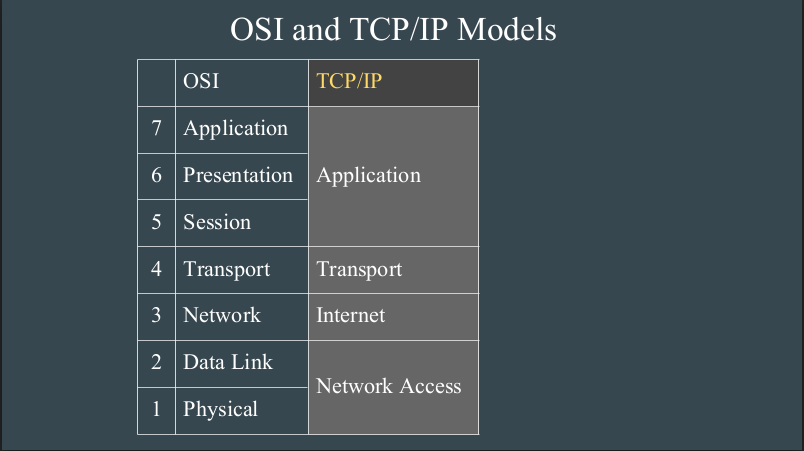 OSI and TCP/IP Models
OSI TCP/IP
7 Application
6 Presentation Application
5 Session
4 Transport Transport
3 Network Internet
2 Data Link
Network Access
1 Physical